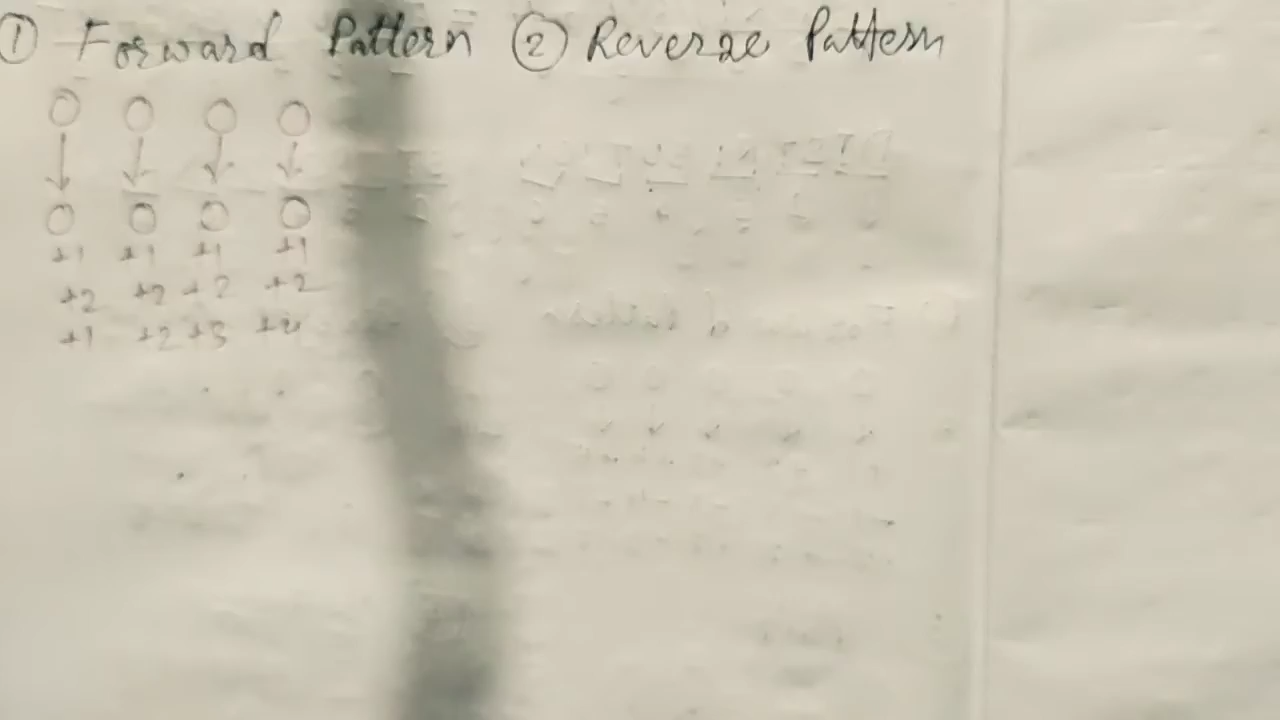 ① Forward Pattern ② Reverse Pattern
+1 +1 +1 +1
+2 +2 +2 +2
+1 +2 +3 +4